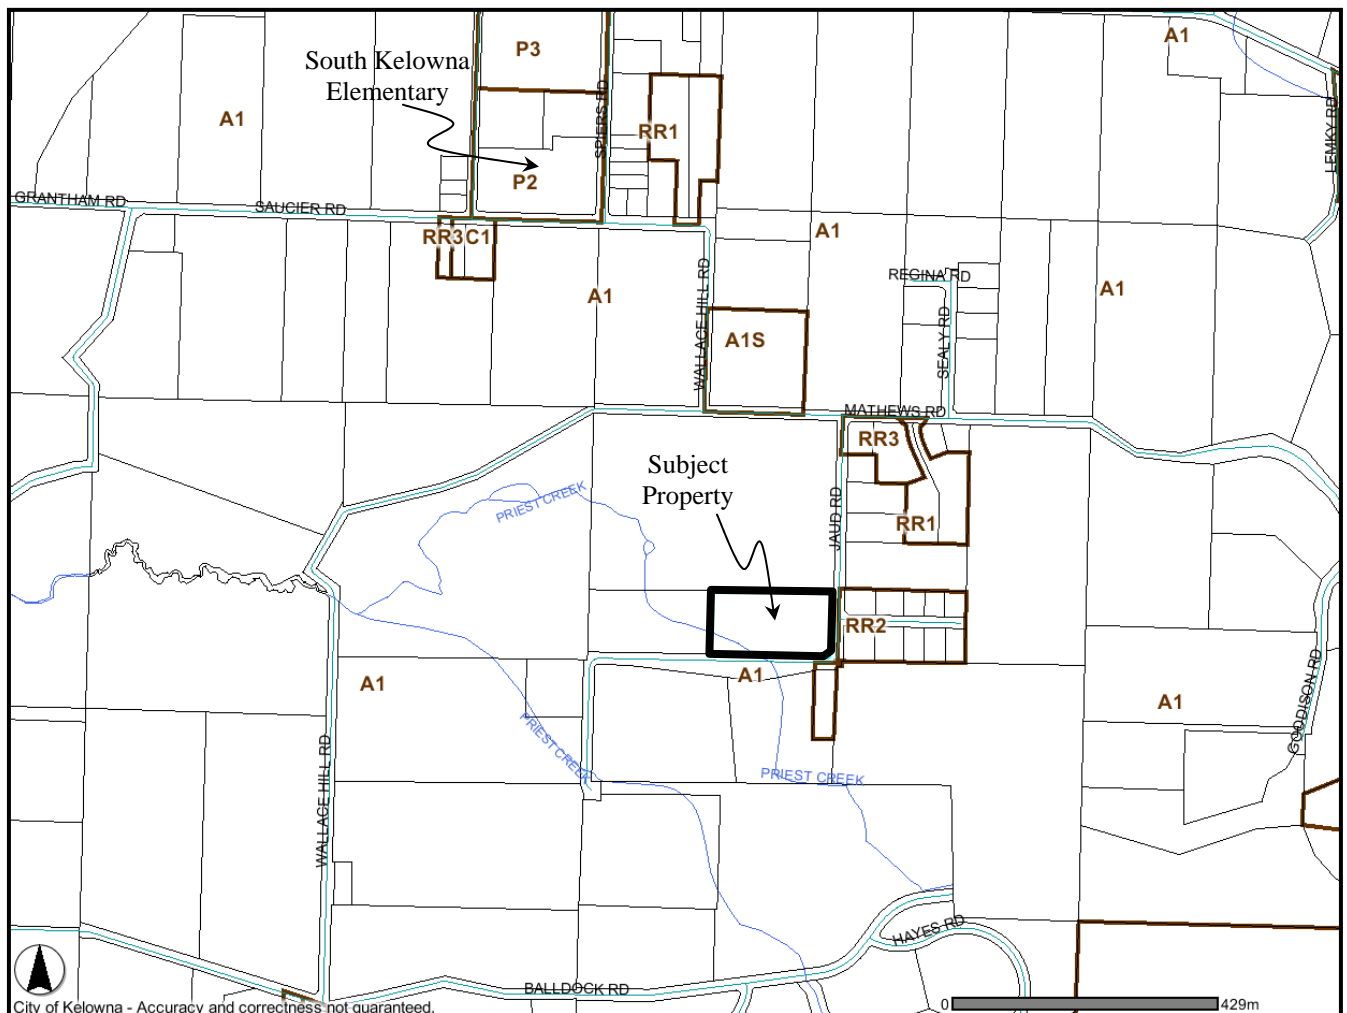 P3
A1
South Kelowna
Elementary
A1
SPIERS RD
RR1
LEMKY RD
P2
GRANTHAM RD
SAUCIER RD
RR3
C1
A1
WALLACE HILL RD
REGINA RD
A1
A1
A1S
SEALY RD
MATHEWS RD
RR3
Subject
Property
PRIEST CREEK
JAUD RD
RR1
RR2
A1
A1
A1
GOODISON RD
PRIEST CREEK
PRIEST CREEK
WALLACE HILL RD
HAYES RD
BALLDOCK RD
0
429m
City of Kelowna - Accuracy and correctness not guaranteed.